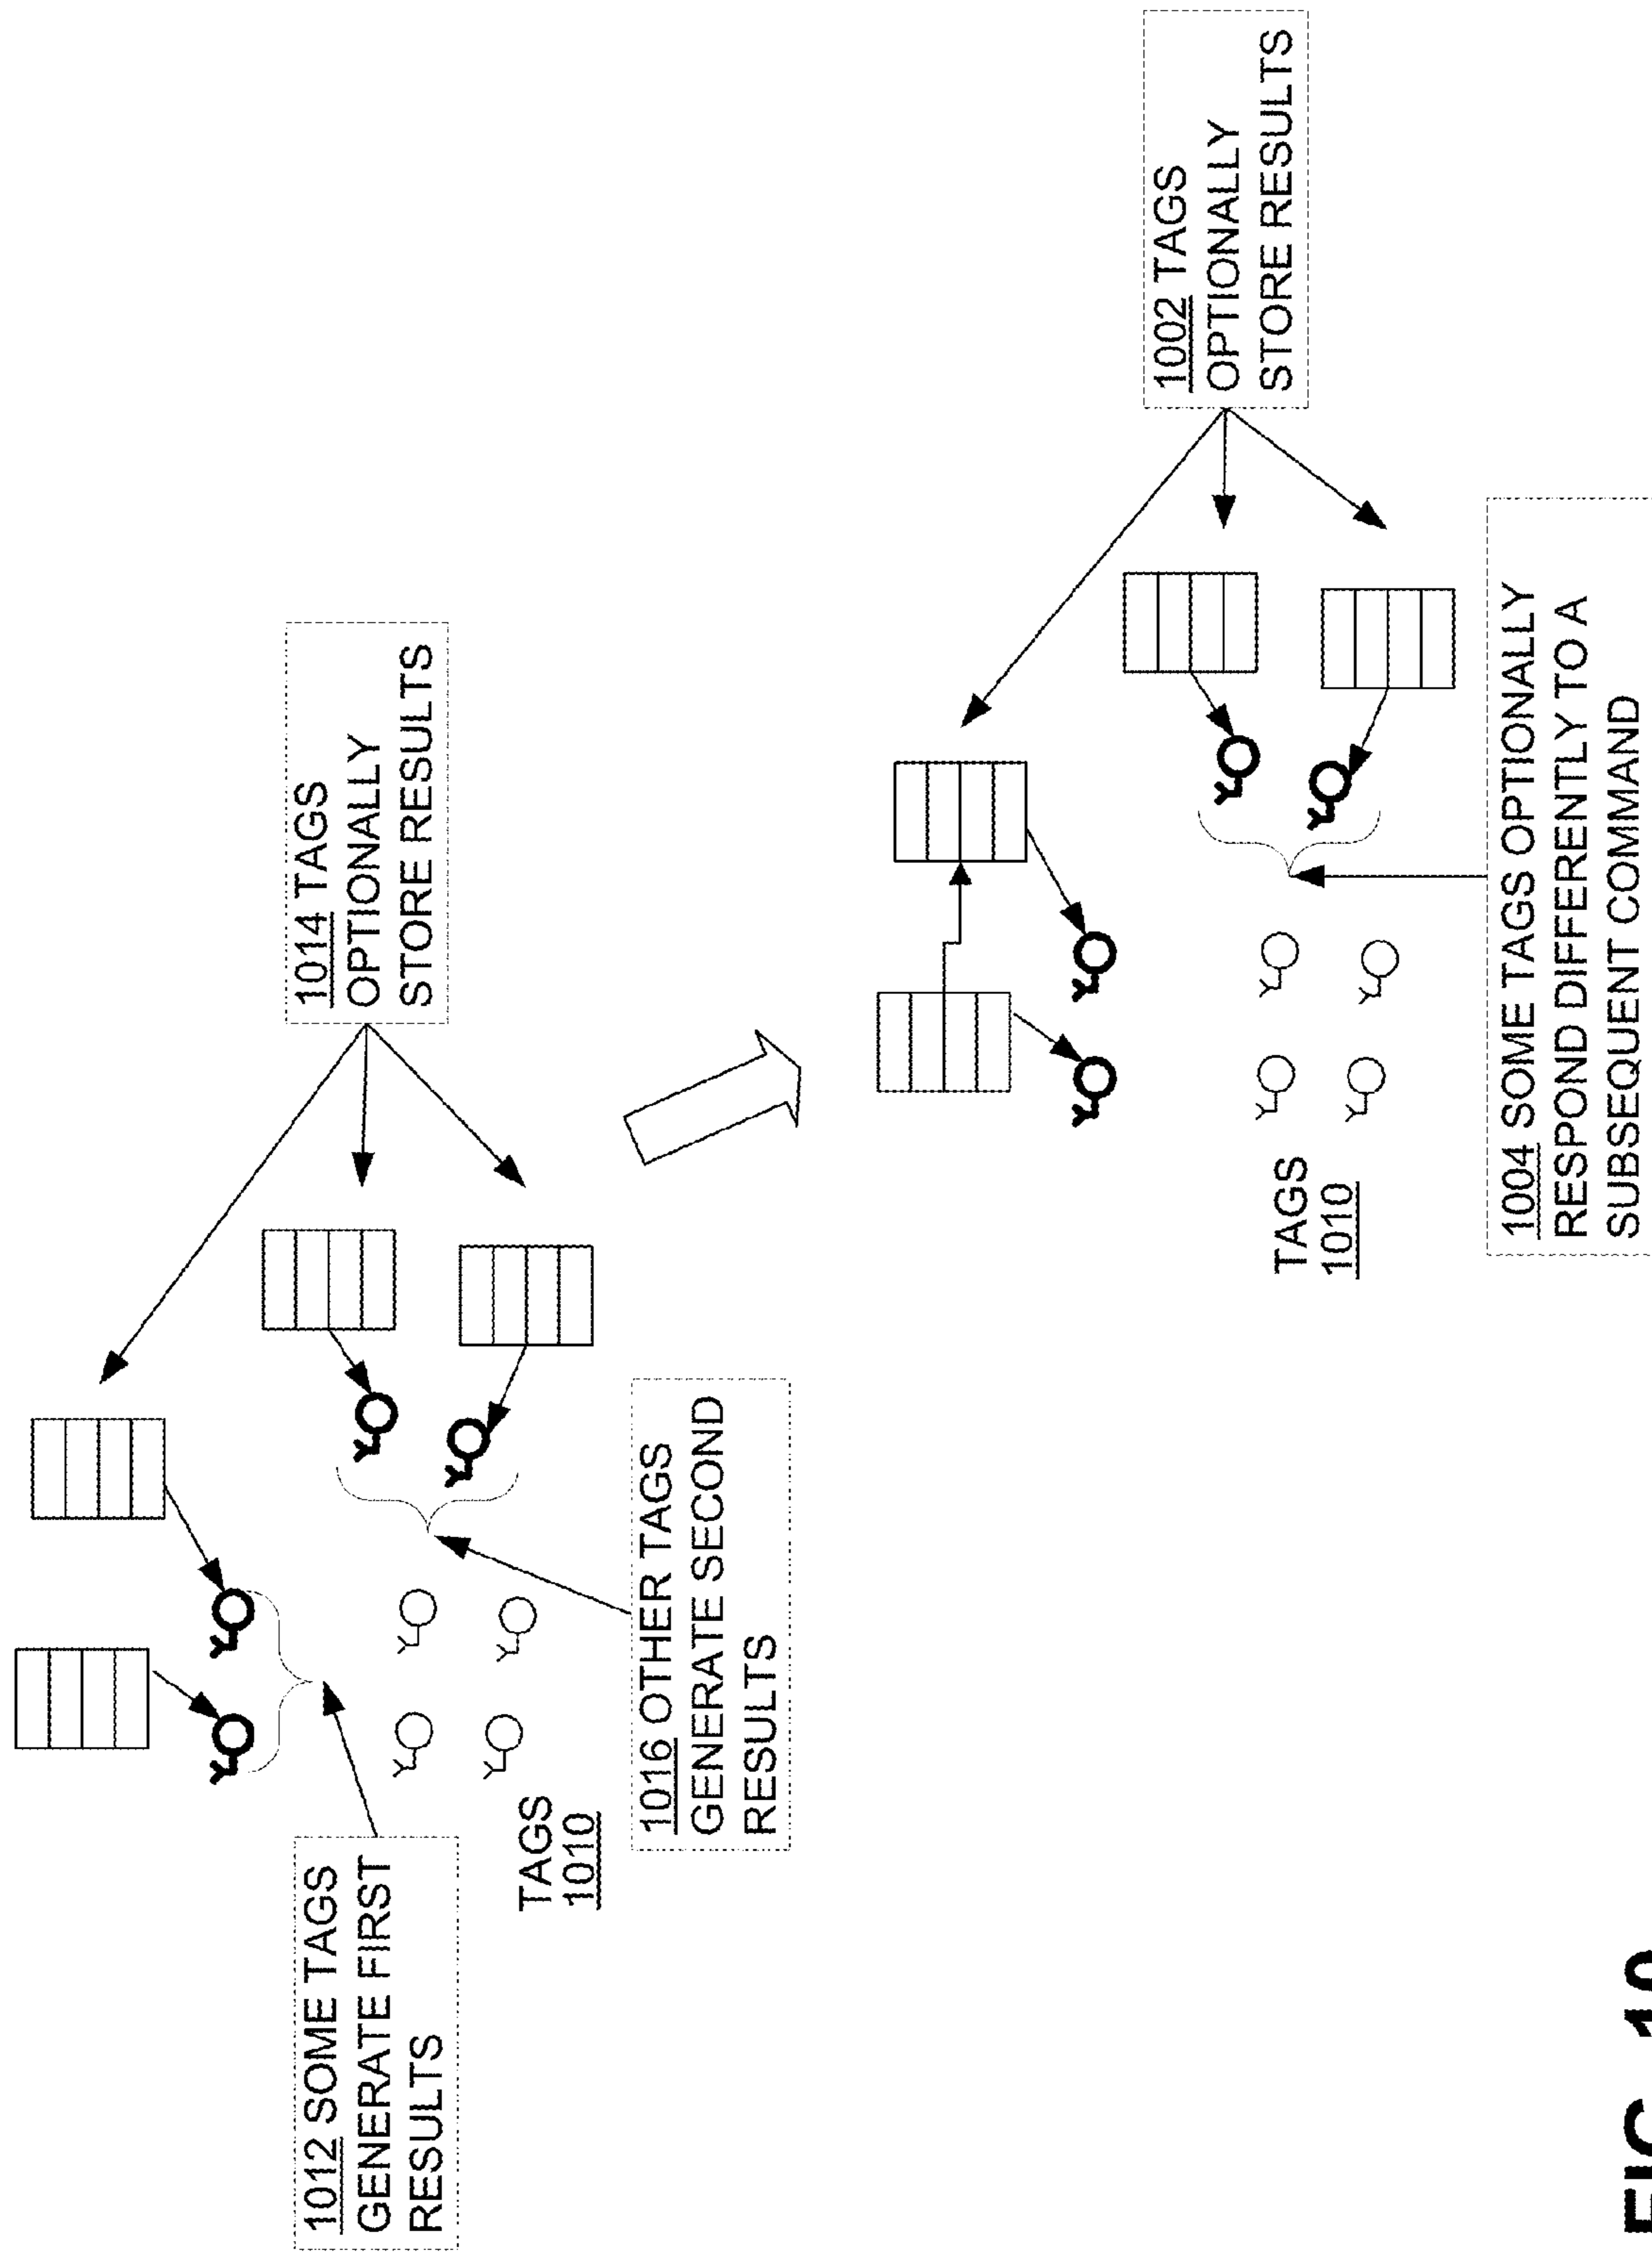 1012 SOME TAGS
GENERATE FIRST
RESULTS
1014 TAGS
OPTIONALLY
STORE RESULTS
TAGS
1010
1016 OTHER TAGS
GENERATE SECOND
RESULTS
1002 TAGS
OPTIONALLY
STORE RESULTS
TAGS
1010
1004 SOME TAGS OPTIONALLY
RESPOND DIFFERENTLY TO A
SUBSEQUENT COMMAND
FIG. 10